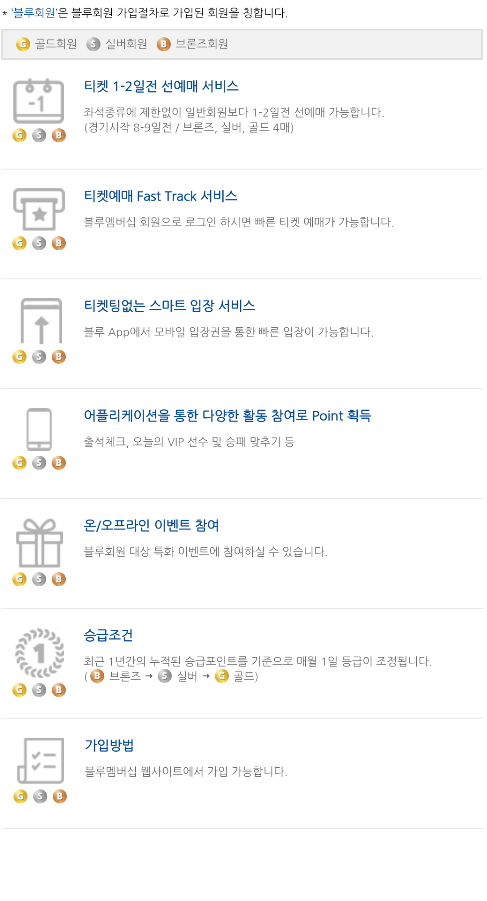 * '블루회원'은 블루회원 가입절차로 가입된 회원을 칭합니다.
G 골드회원 S 실버회원 B 브론즈회원
티켓 1-2일전 선예매 서비스
-1
좌석종류에 제한없이 일반회원보다 1-2일전 선예매 가능합니다.
(경기시작 8-9일전 / 브론즈, 실버, 골드 4매)
G S B
티켓예매 Fast Track 서비스
블루멤버십 회원으로 로그인 하시면 빠른 티켓 예매가 가능합니다.
G S B
티켓팅없는 스마트 입장 서비스
블루 App에서 모바일 입장권을 통한 빠른 입장이 가능합니다.
G S B
어플리케이션을 통한 다양한 활동 참여로 Point 획득
출석체크, 오늘의 VIP 선수 및 승패 맞추기 등
G S B
온/오프라인 이벤트 참여
블루회원 대상 특화 이벤트에 참여하실 수 있습니다.
G S B
승급조건
1
최근 1년간의 누적된 승급포인트를 기준으로 매월 1일 등급이 조정됩니다.
(B 브론즈 → S 실버 → G 골드)
G S B
가입방법
블루멤버십 웹사이트에서 가입 가능합니다.
G S B